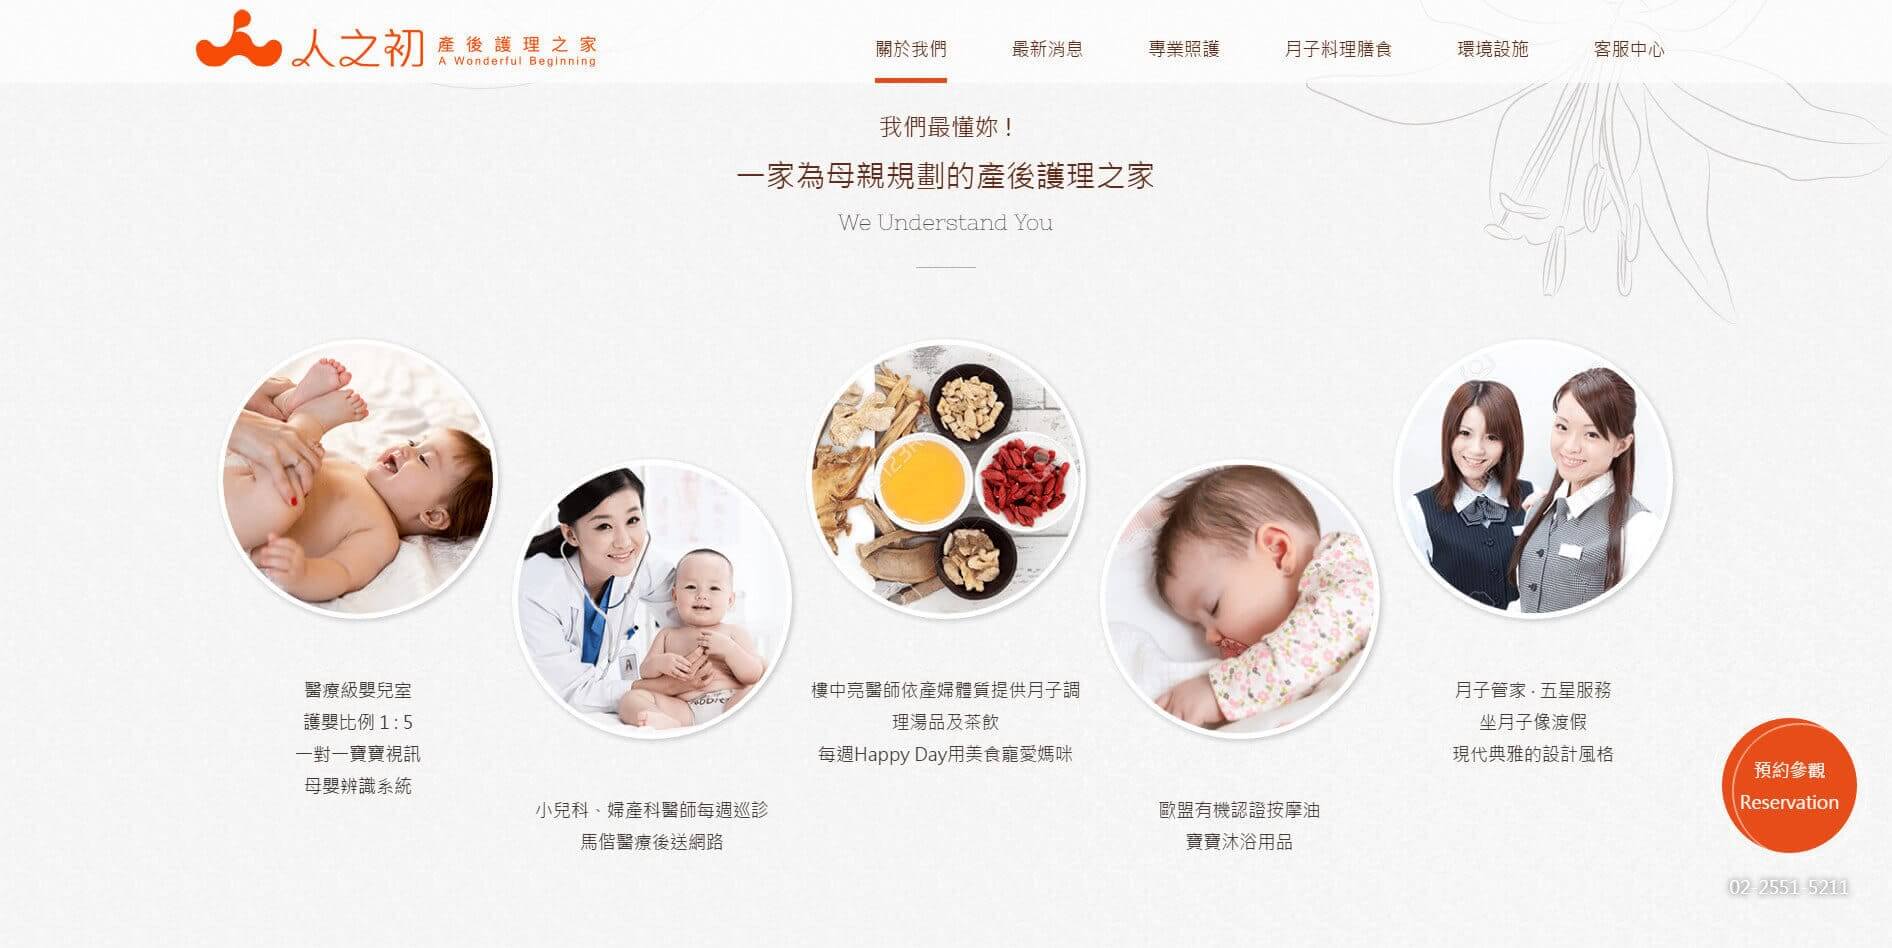 人之初
產後護理之家
A Wonderful Beginning
關於我們
最新消息
專業照護
月子料理膳食
環境設施
客服中心
我們最懂妳！
一家為母親規劃的產後護理之家
We Understand You
醫療級嬰兒室
護嬰比例 1 : 5
一對一寶寶視訊
母嬰辨識系統
小兒科、婦產科醫師每週巡診
馬偕醫療後送網路
樓中亮醫師依產婦體質提供月子調
理湯品及茶飲
每週Happy Day用美食寵愛媽咪
歐盟有機認證按摩油
寶寶沐浴用品
月子管家 · 五星服務
坐月子像渡假
現代典雅的設計風格
預約參觀
Reservation
02-2551-5211